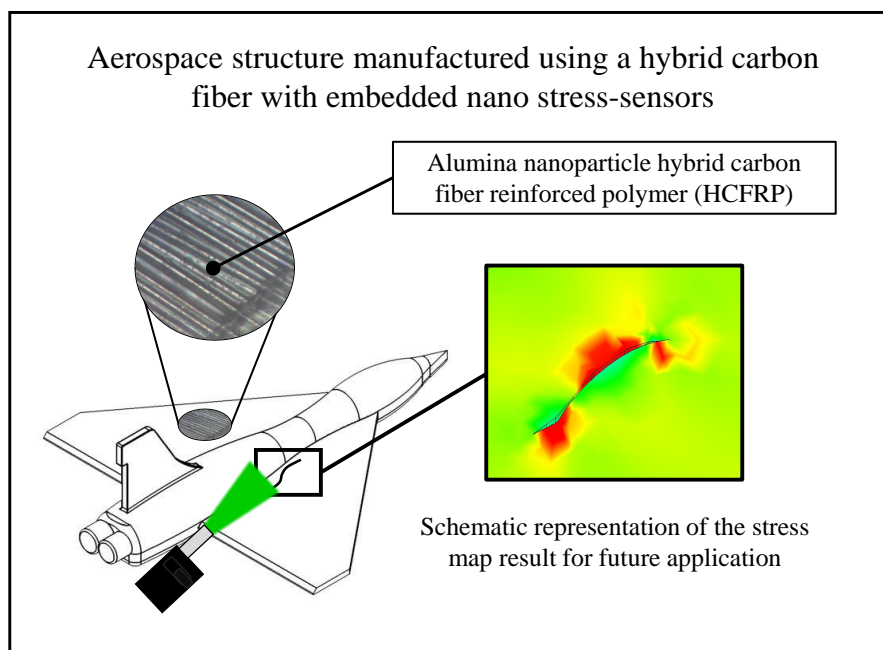 Aerospace structure manufactured using a hybrid carbon
fiber with embedded nano stress-sensors
Alumina nanoparticle hybrid carbon
fiber reinforced polymer (HCFRP)
Schematic representation of the stress
map result for future application